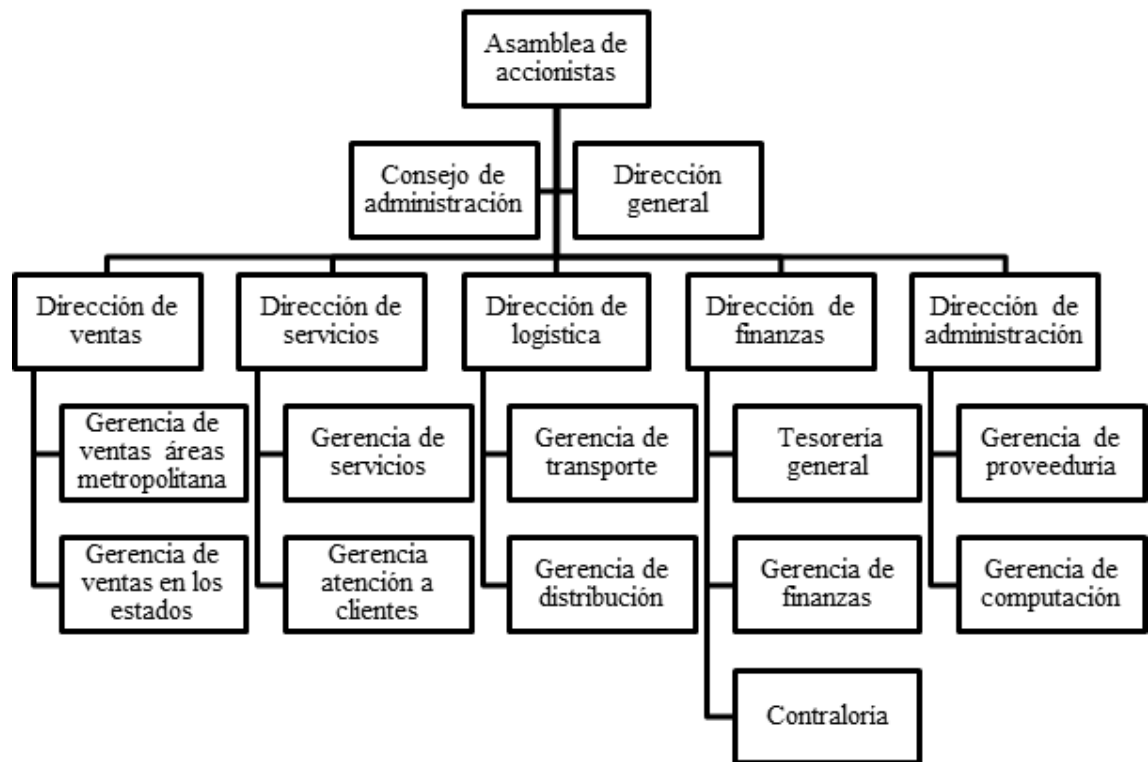 Asamblea de
accionistas
Consejo de
administración
Dirección
general
Dirección de
ventas
Dirección de
servicios
Dirección de
logística
Dirección de
finanzas
Dirección de
administración
Gerencia de
ventas áreas
metropolitana
Gerencia de
servicios
Gerencia de
transporte
Tesorería
general
Gerencia de
proveeduría
Gerencia de
ventas en los
estados
Gerencia
atención a
clientes
Gerencia de
distribución
Gerencia de
finanzas
Gerencia de
computación
Contraloría